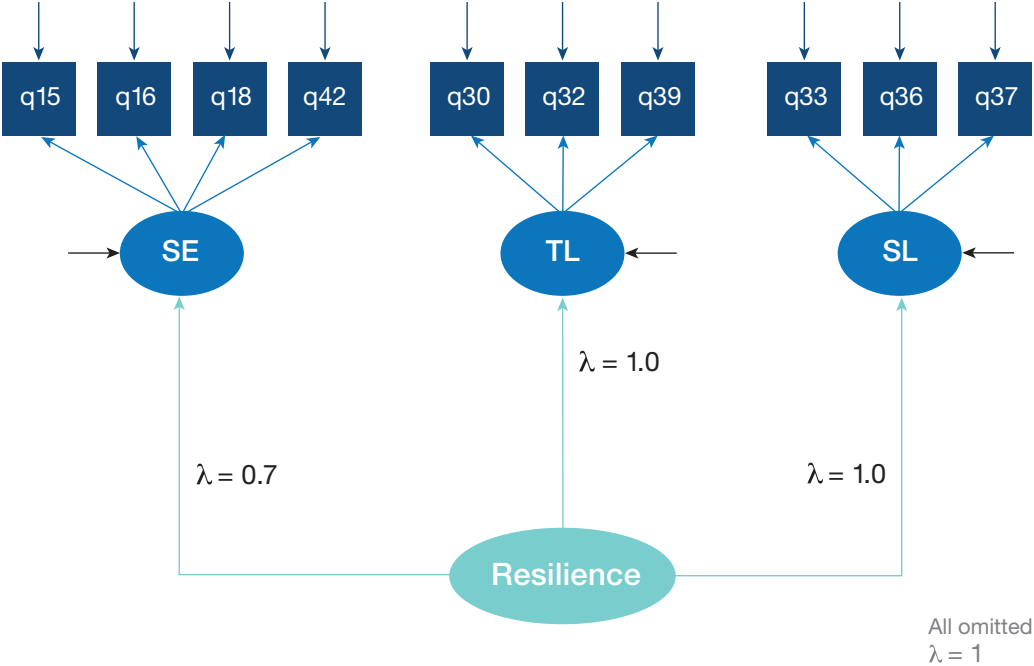 q15 q16 q18 q42 q30 q32 q39 q33 q36 q37
SE TL SL
λ = 1.0
λ = 0.7
λ = 1.0
Resilience
All omitted
λ = 1